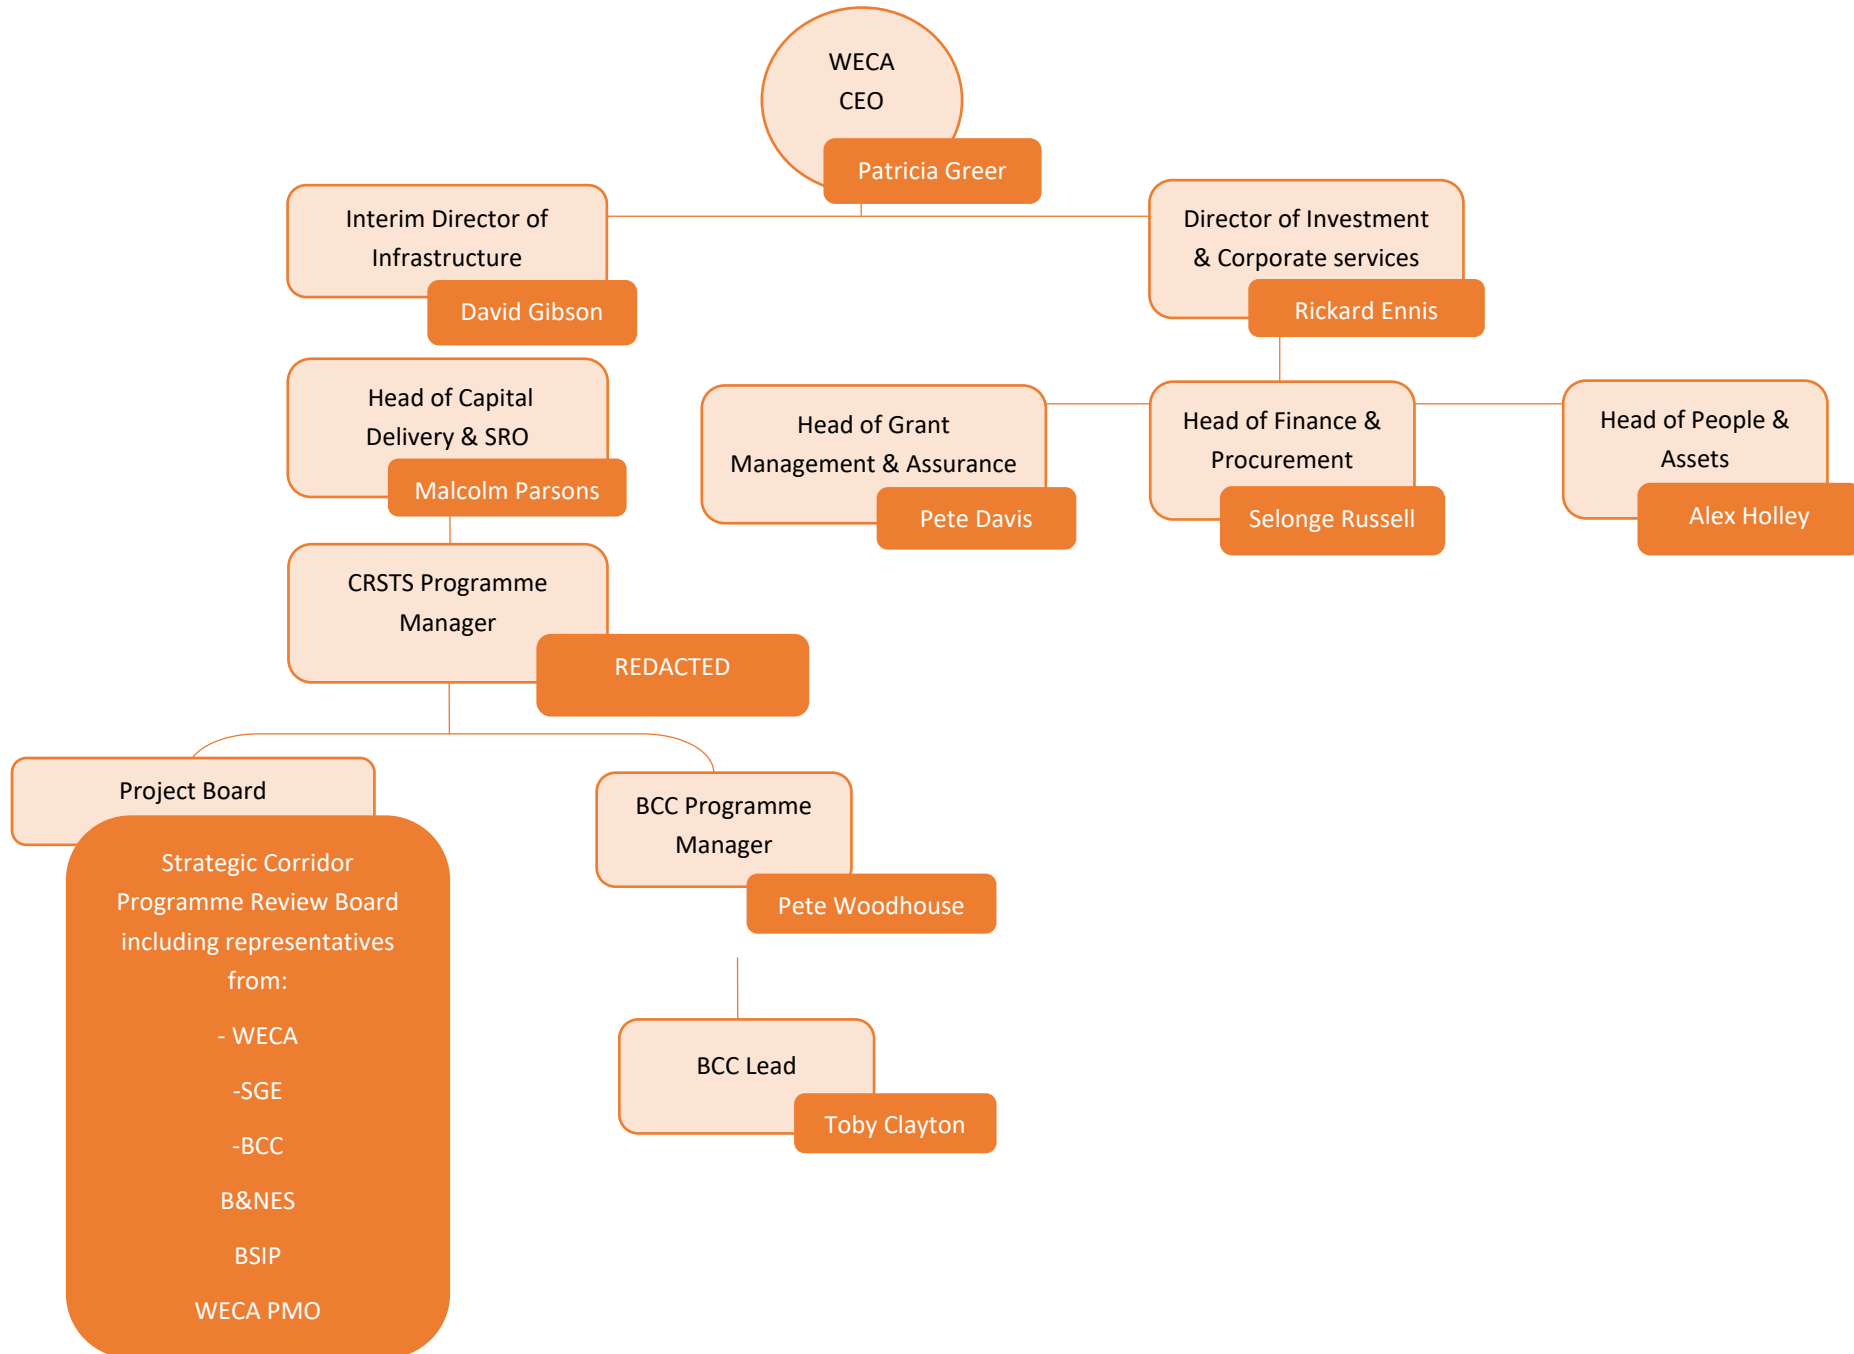 WECA
CEO
Patricia Greer
Interim Director of
Infrastructure
David Gibson
Director of Investment
& Corporate services
Rickard Ennis
Head of Capital
Delivery & SRO
Malcolm Parsons
Head of Grant
Management & Assurance
Pete Davis
Head of Finance &
Procurement
Selonge Russell
Head of People &
Assets
Alex Holley
CRSTS Programme
Manager
REDACTED
Project Board
Strategic Corridor
Programme Review Board
including representatives
from:
- WECA
-SGE
-BCC
B&NES
BSIP
WECA PMO
BCC Programme
Manager
Pete Woodhouse
BCC Lead
Toby Clayton